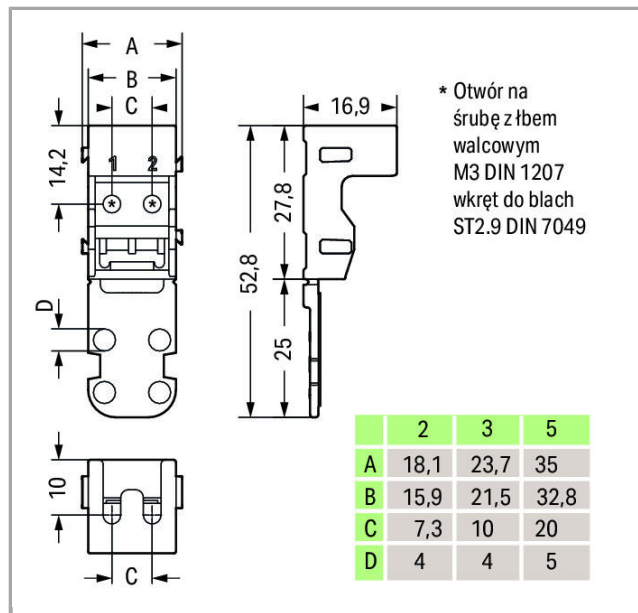 A
B
C
1 2
* *
14,2
D
10
C
16,9
27,8
52,8
25
* Otwór na
śrubę z łbem
walcowym
M3 DIN 1207
wkręt do blach
ST2.9 DIN 7049
2 3 5
A 18,1 23,7 35
B 15,9 21,5 32,8
C 7,3 10 20
D 4 4 5